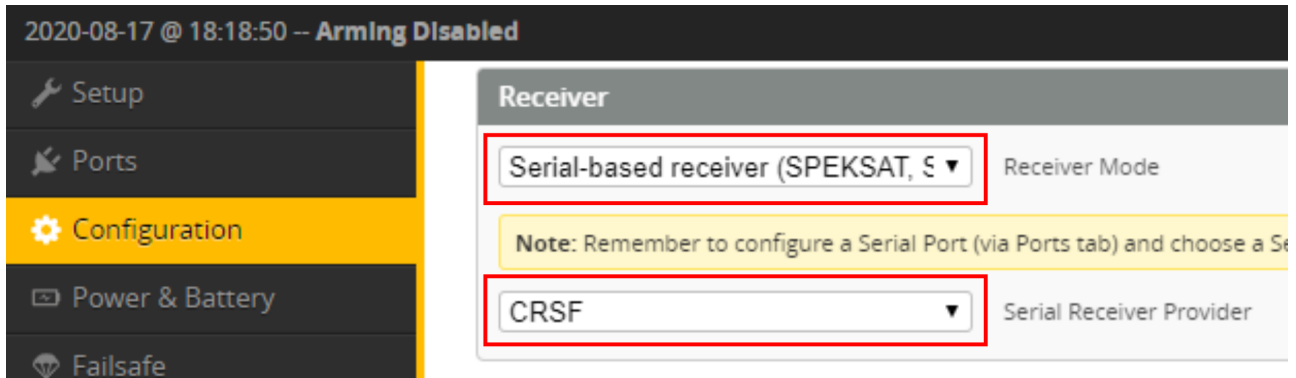 2020-08-17 @ 18:18:50 -- Arming Disabled
Setup
Ports
Configuration
Power & Battery
Failsafe
Receiver
Serial-based receiver (SPEKSAT, S
Receiver Mode
Note: Remember to configure a Serial Port (via Ports tab) and choose a Se
CRSF
Serial Receiver Provider